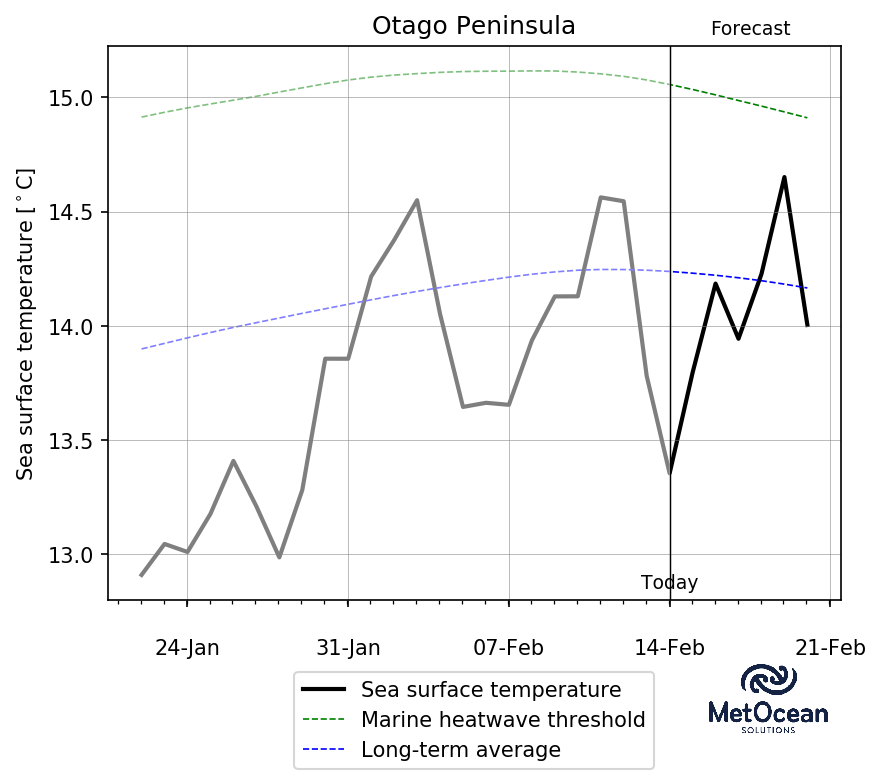 Otago Peninsula
Forecast
Sea surface temperature [°C]
15.0
14.5
14.0
13.5
13.0
Today
24-Jan 31-Jan 07-Feb 14-Feb 21-Feb
Sea surface temperature
Marine heatwave threshold
Long-term average
MetOcean
SOLUTIONS